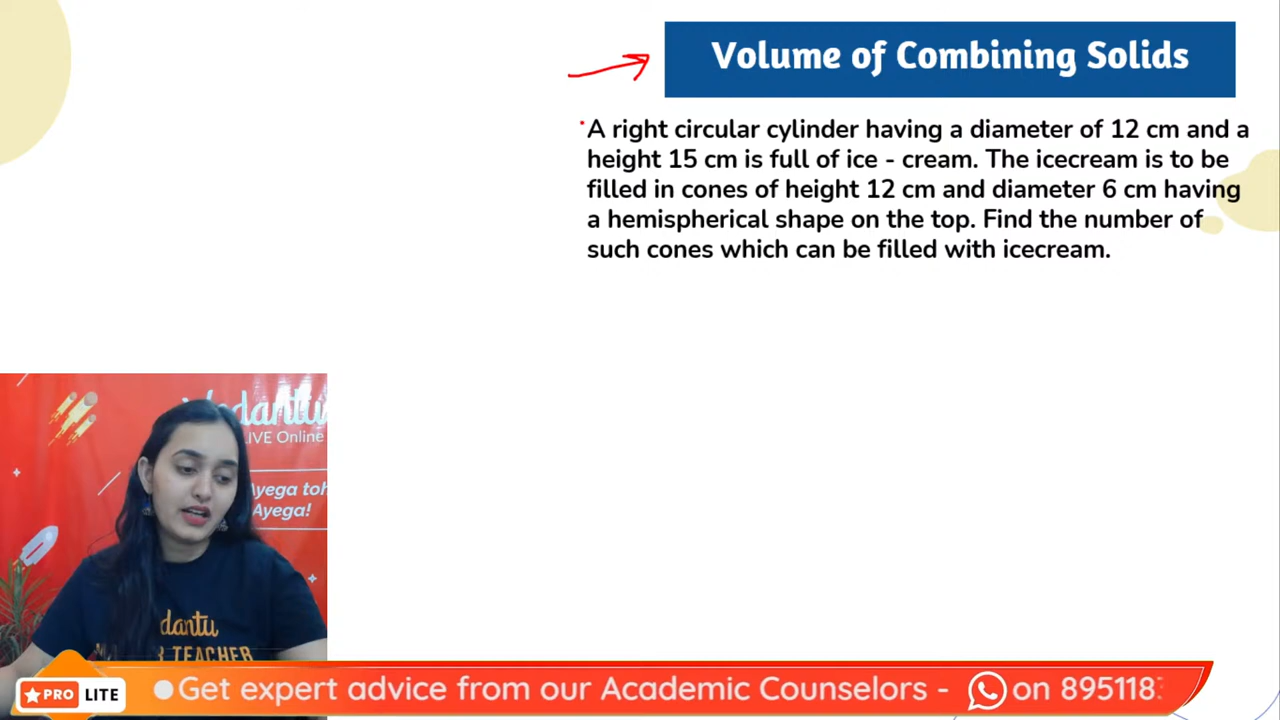 Volume of Combining Solids
A right circular cylinder having a diameter of 12 cm and a
height 15 cm is full of ice - cream. The icecream is to be
filled in cones of height 12 cm and diameter 6 cm having
a hemispherical shape on the top. Find the number of
such cones which can be filled with icecream.
Vedantu
LIVE Online
Ayega toh
Ayega!
dantu
TEACHER
PRO LITE
Get expert advice from our Academic Counselors - on 895118